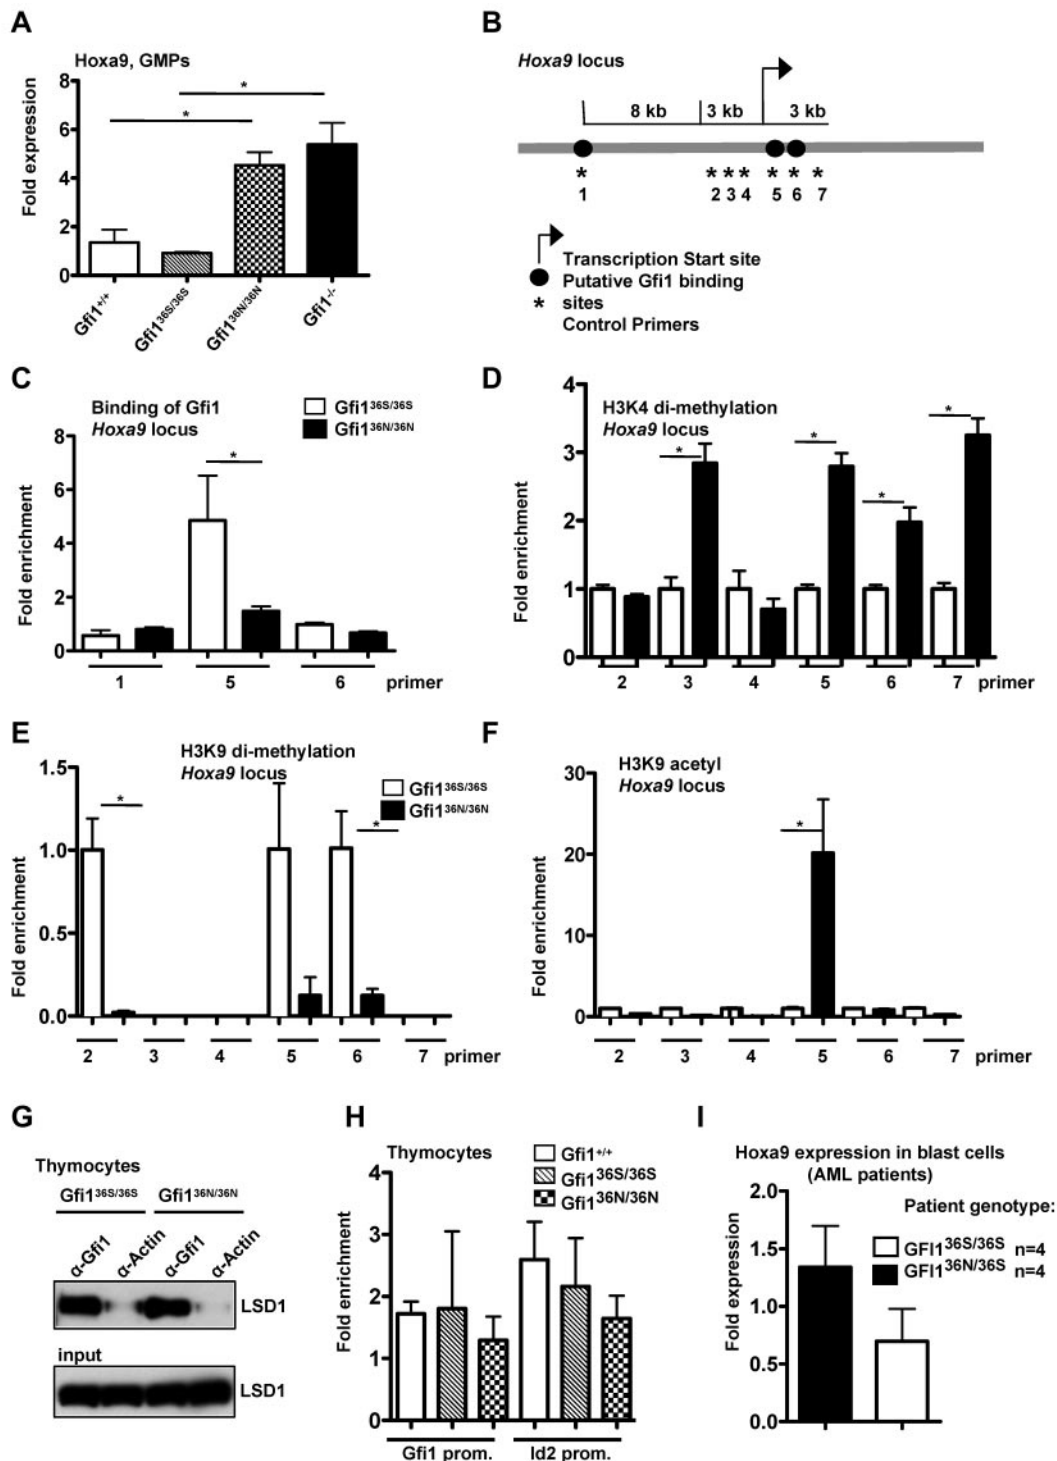 A
Hoxa9, GMPs
Fold expression
8
6
4
2
0
*
*
Gfi1+/+
Gfi136S/36S
Gfi136N/36N
Gfi1-/-
B
Hoxa9 locus
8 kb
3 kb
3 kb
* * * * * * *
1 2 3 4 5 6 7
Transcription Start site
Putative Gfi1 binding
* sites
Control Primers
C
Binding of Gfi1
Hoxa9 locus
Gfi136S/36S
Gfi136N/36N
Fold enrichment
8
6
4
2
0
*
1 5 6 primer
D
H3K4 di-methylation
Hoxa9 locus
Fold enrichment
4
3
2
1
0
*
*
*
*
2 3 4 5 6 7 primer
E
H3K9 di-methylation
Hoxa9 locus
Gfi136S/36S
Gfi136N/36N
Fold enrichment
1.5
1.0
0.5
0.0
*
*
2 3 4 5 6 7 primer
F
H3K9 acetyl
Hoxa9 locus
Fold enrichment
30
20
10
0
*
2 3 4 5 6 7 primer
G
Thymocytes
Gfi136S/36S Gfi136N/36N
α-Gfi1 α-Actin α-Gfi1 α-Actin
LSD1
input
LSD1
H
Thymocytes
Gfi1+/+
Gfi136S/36S
Gfi136N/36N
Fold enrichment
4
3
2
1
0
Gfi1 prom. Id2 prom.
I
Hoxa9 expression in blast cells
(AML patients)
Patient genotype:
GFI136S/36S n=4
GFI136N/36S n=4
Fold expression
2.0
1.5
1.0
0.5
0.0